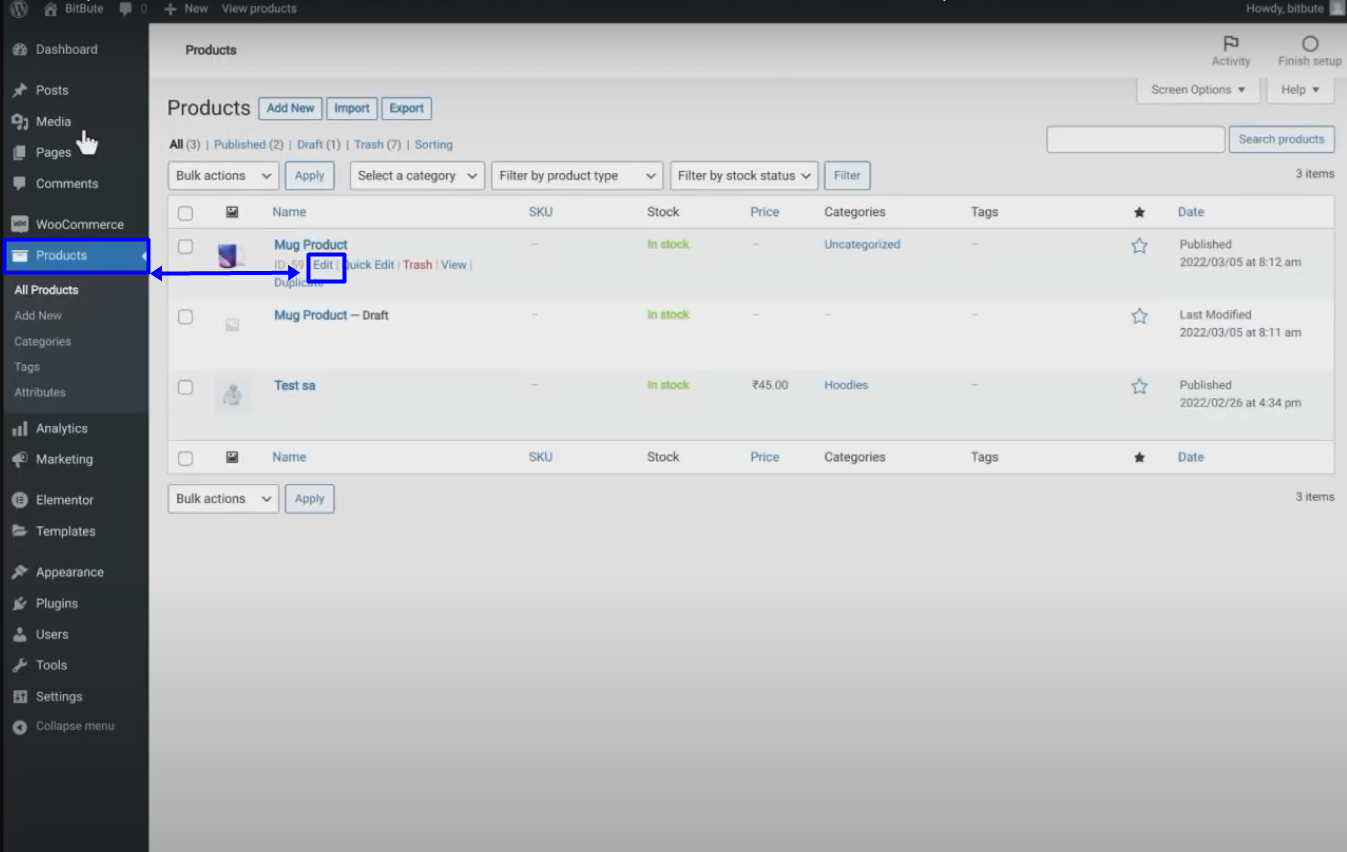 BitBute 0 New View products Howdy, bitbute
Dashboard
Posts
Media
Pages
Comments
WooCommerce
Products
All Products
Add New
Categories
Tags
Attributes
Analytics
Marketing
Elementor
Templates
Appearance
Plugins
Users
Tools
Settings
Collapse menu
Products
Activity Finish setup
Screen Options Help
Products Add New Import Export
All (3) | Published (2) | Draft (1) | Trash (7) | Sorting
Search products
Bulk actions Apply Select a category Filter by product type Filter by stock status Filter 3 items
Name SKU Stock Price Categories Tags Date
Mug Product – In stock – Uncategorized – Published
2022/03/05 at 8:12 am
ID: 59 Edit | Quick Edit | Trash | View |
Duplicate
Mug Product — Draft – In stock – – – Last Modified
2022/03/05 at 8:11 am
Test sa – In stock ₹45.00 Hoodies – Published
2022/02/26 at 4:34 pm
Name SKU Stock Price Categories Tags Date
Bulk actions Apply 3 items